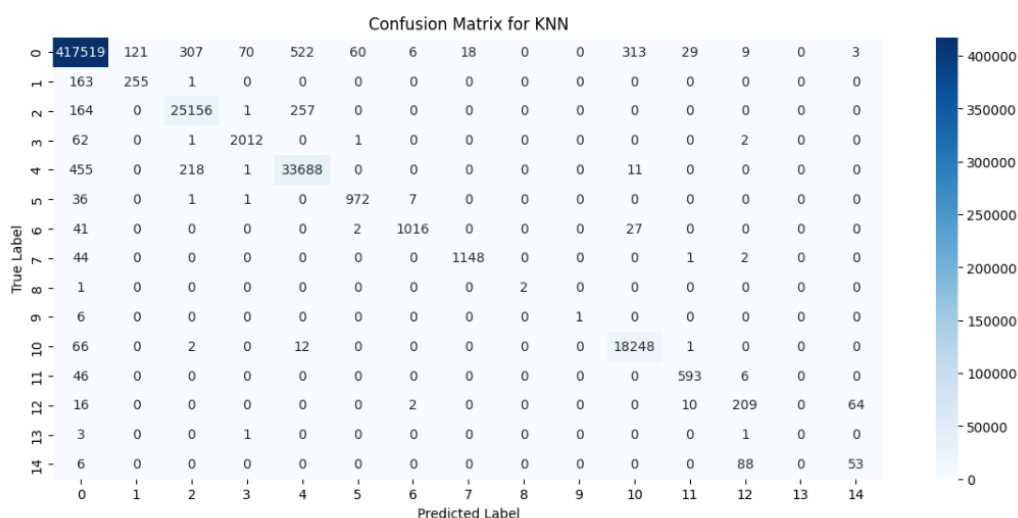 Confusion Matrix for KNN
0 417519 121 307 70 522 60 6 18 0 0 313 29 9 0 3
1 163 255 1 0 0 0 0 0 0 0 0 0 0 0 0
2 164 0 25156 1 257 0 0 0 0 0 0 0 0 0 0
3 62 0 1 2012 0 1 0 0 0 0 0 0 2 0 0
4 455 0 218 1 33688 0 0 0 0 0 11 0 0 0 0
5 36 0 1 1 0 972 7 0 0 0 0 0 0 0 0
6 41 0 0 0 0 2 1016 0 0 0 27 0 0 0 0
7 44 0 0 0 0 0 0 1148 0 0 0 1 2 0 0
8 1 0 0 0 0 0 0 0 2 0 0 0 0 0 0
9 6 0 0 0 0 0 0 0 0 1 0 0 0 0 0
10 66 0 2 0 12 0 0 0 0 0 18248 1 0 0 0
11 46 0 0 0 0 0 0 0 0 0 0 593 6 0 0
12 16 0 0 0 0 0 2 0 0 0 0 10 209 0 64
13 3 0 0 1 0 0 0 0 0 0 0 0 1 0 0
14 6 0 0 0 0 0 0 0 0 0 0 0 88 0 53
0 1 2 3 4 5 6 7 8 9 10 11 12 13 14
True Label
Predicted Label
400000
350000
300000
250000
200000
150000
100000
50000
0